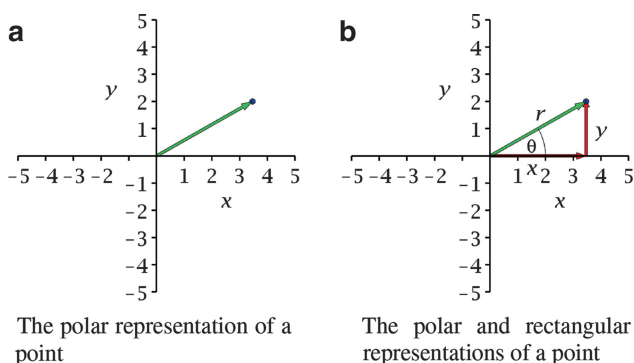 a
5
4
3
y
2
1
−5 −4 −3 −2
1 2 3 4 5
−1
x
−2
−3
−4
−5
The polar representation of a
point
b
5
4
3
y
2
r
1
θ
y
−5 −4 −3 −2
x
1 2 3 4 5
−1
x
−2
−3
−4
−5
The polar and rectangular
representations of a point